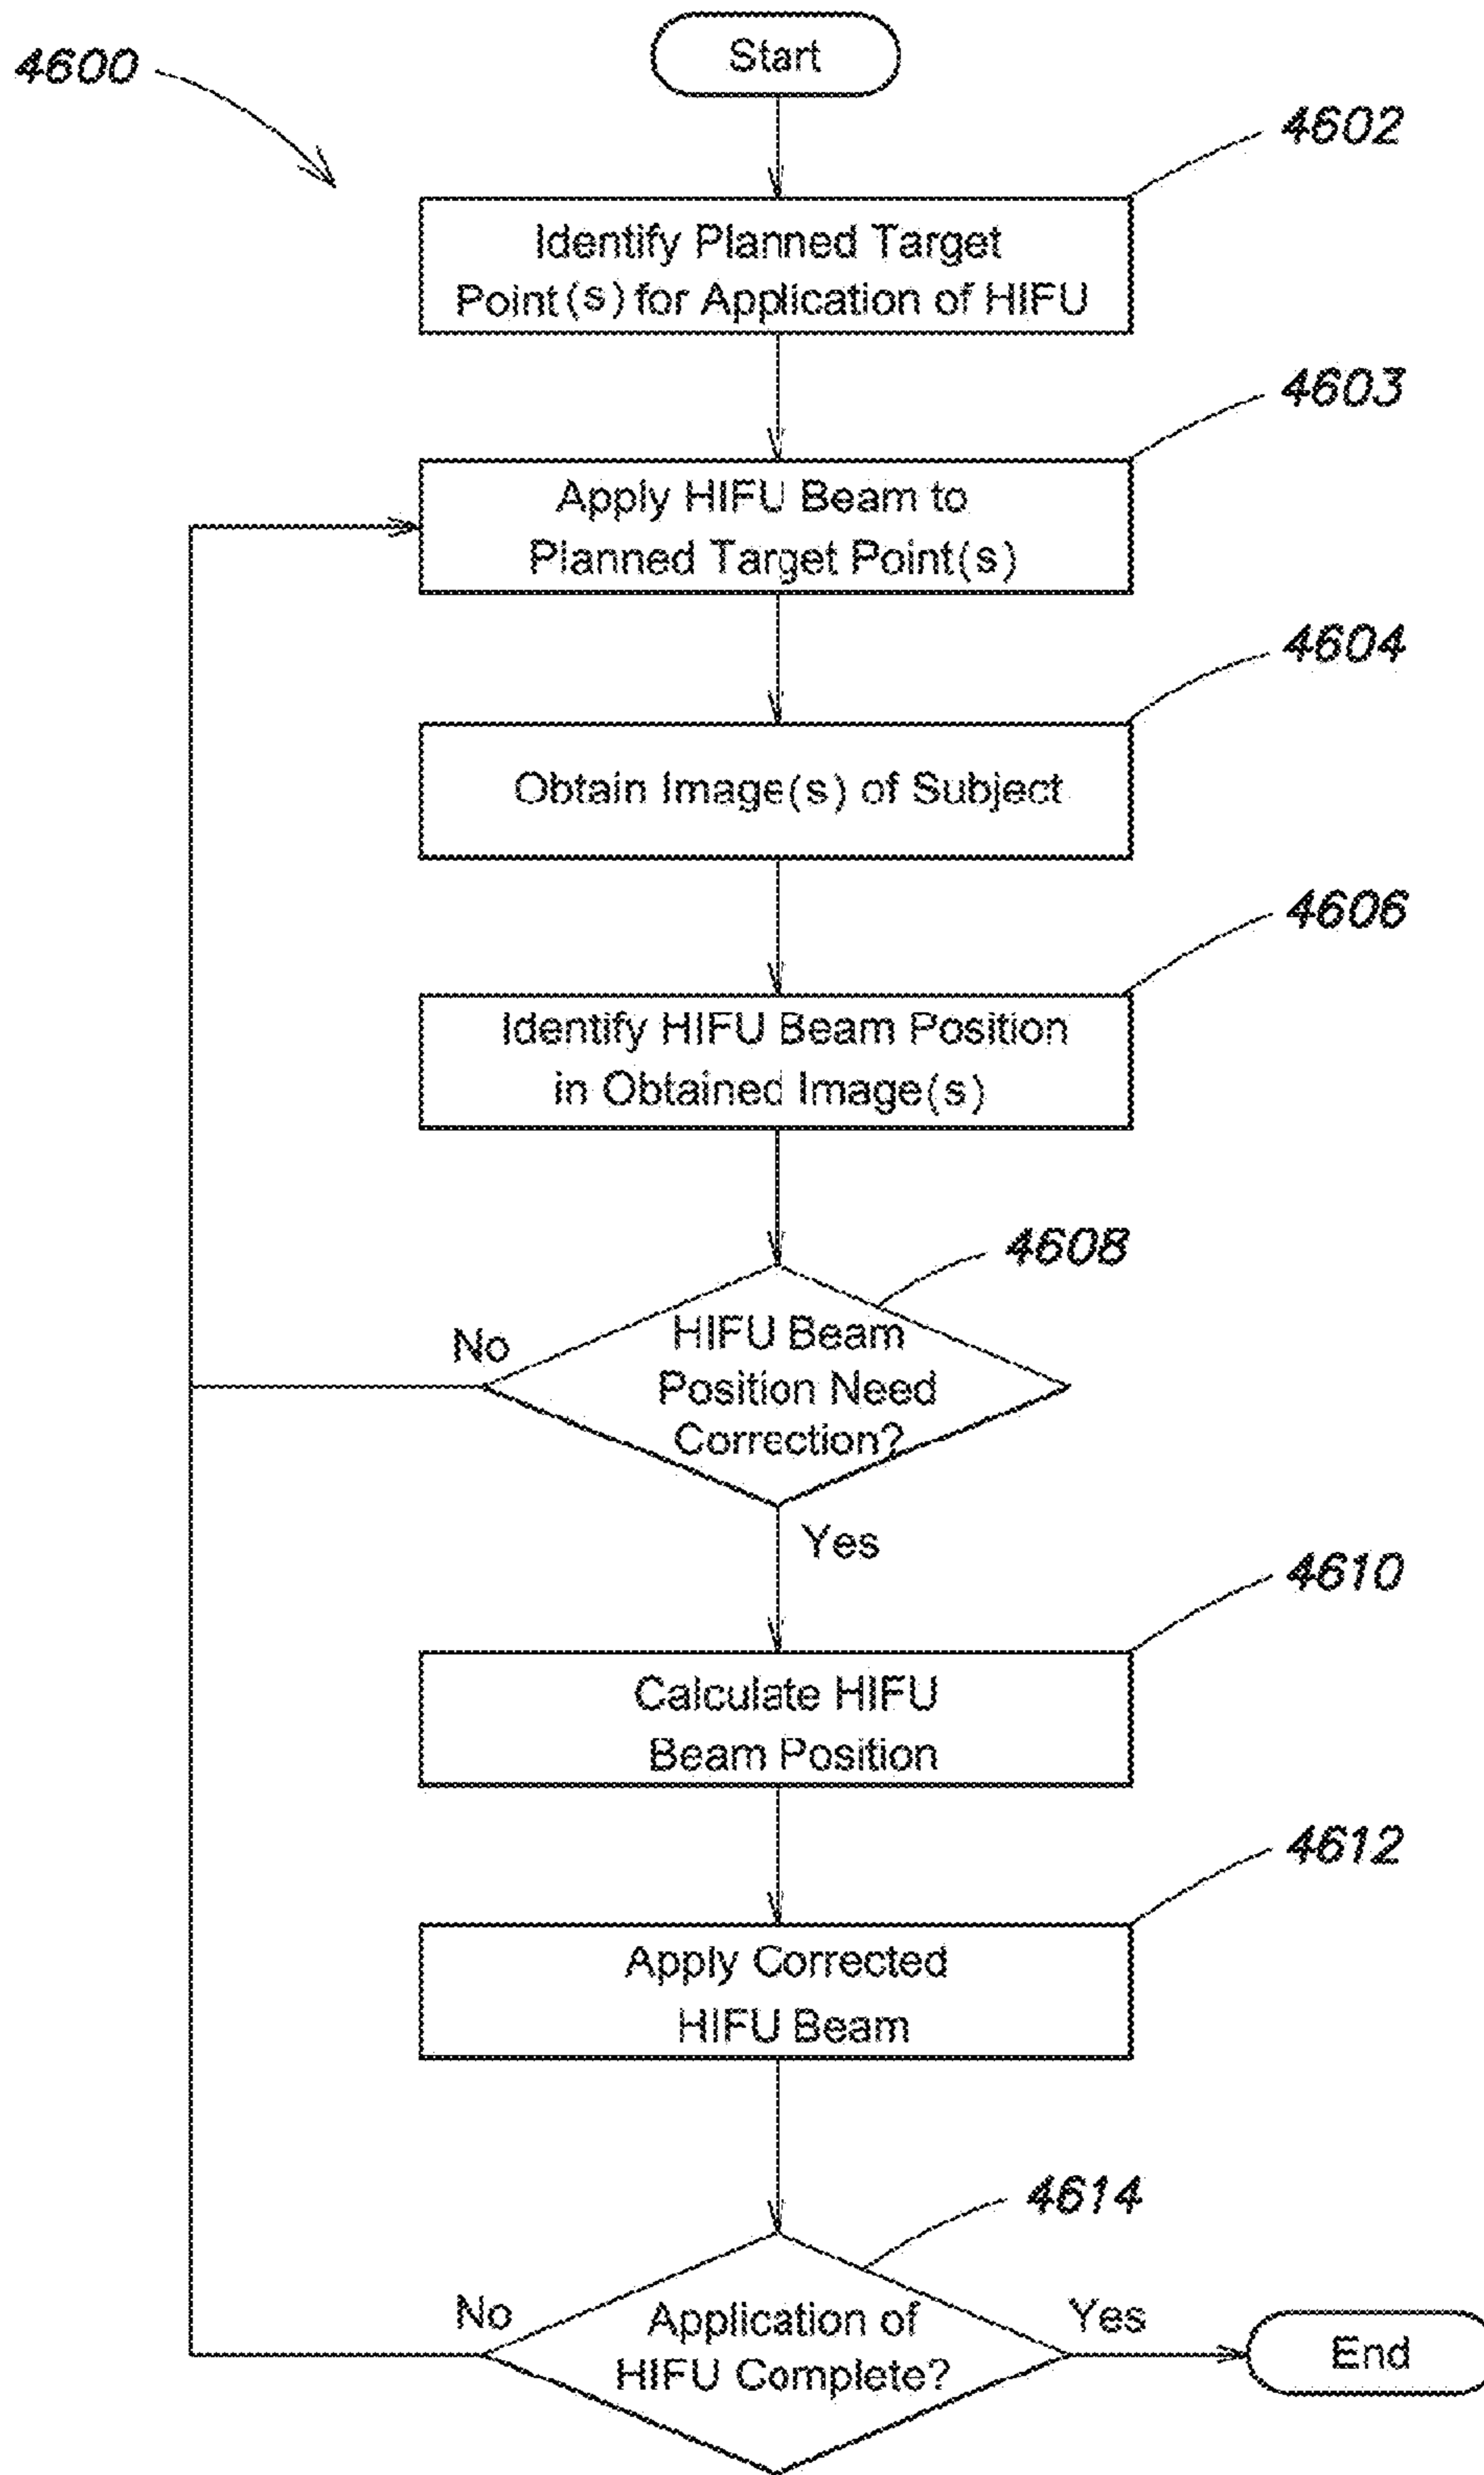 Start
4600
4602
Identify Planned Target
Point(s) for Application of HIFU
4603
Apply HIFU Beam to
Planned Target Point(s)
4604
Obtain Image(s) of Subject
4606
Identify HIFU Beam Position
in Obtained Image(s)
4608
No
HIFU Beam
Position Need
Correction?
Yes
4610
Calculate HIFU
Beam Position
4612
Apply Corrected
HIFU Beam
4614
No
Application of
HIFU Complete?
Yes
End